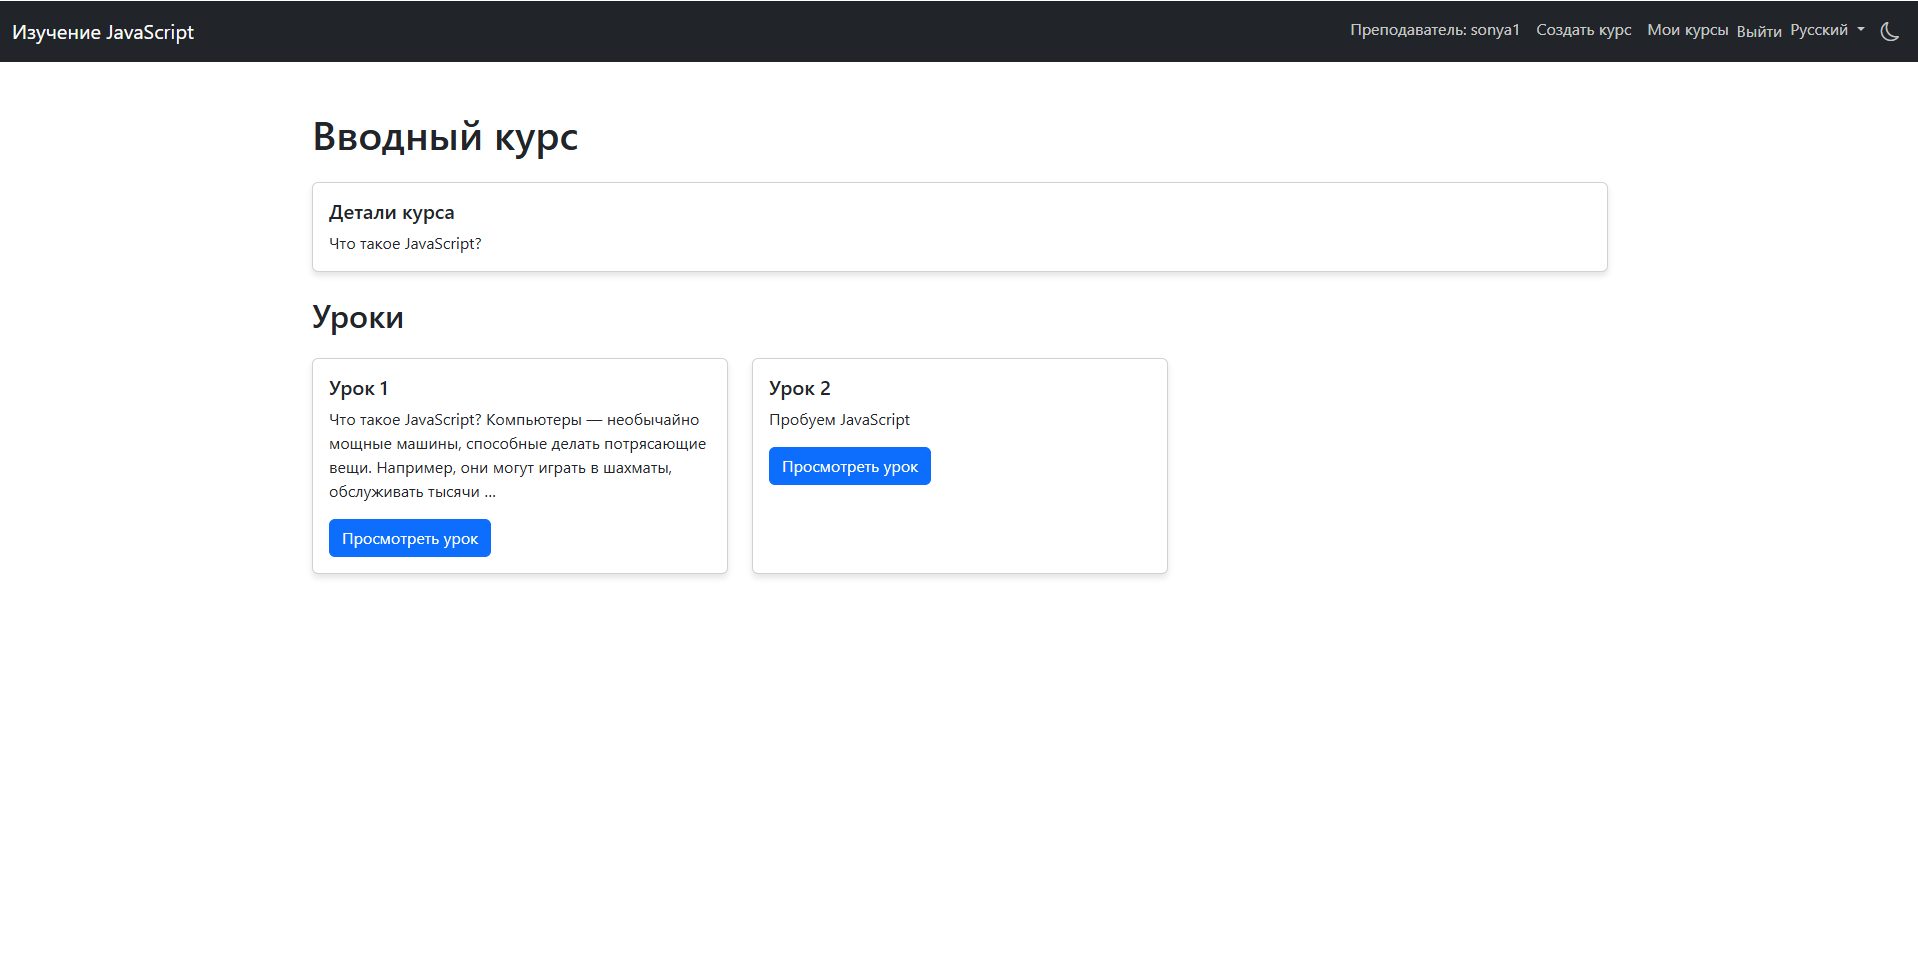 Изучение JavaScript
Преподаватель: sonya1 Создать курс Мои курсы Выйти Русский
Вводный курс
Детали курса
Что такое JavaScript?
Уроки
Урок 1
Что такое JavaScript? Компьютеры — необычайно
мощные машины, способные делать потрясающие
вещи. Например, они могут играть в шахматы,
обслуживать тысячи ...
Просмотреть урок
Урок 2
Пробуем JavaScript
Просмотреть урок